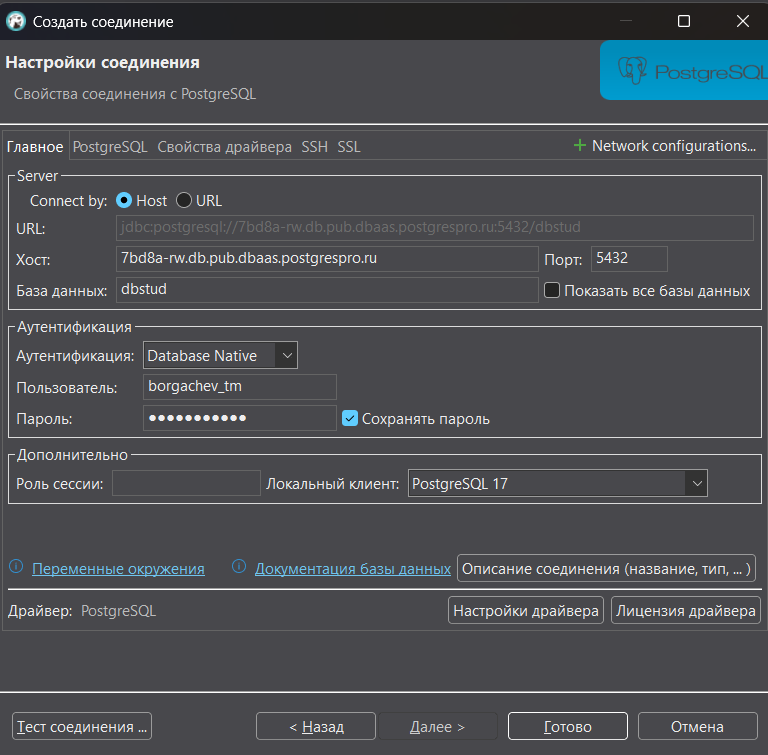 Создать соединение
Настройки соединения
Свойства соединения с PostgreSQL
PostgreSQL
Главное PostgreSQL Свойства драйвера SSH SSL + Network configurations...
Server
Connect by: Host URL
URL: jdbc:postgresql://7bd8a-rw.db.pub.dbaas.postgrespro.ru:5432/dbstud
Хост: 7bd8a-rw.db.pub.dbaas.postgrespro.ru Порт: 5432
База данных: dbstud Показать все базы данных
Аутентификация
Аутентификация: Database Native
Пользователь: borgachev_tm
Пароль: ●●●●●●●●●●● Сохранять пароль
Дополнительно
Роль сессии: Локальный клиент: PostgreSQL 17
Переменные окружения Документация базы данных Описание соединения (название, тип, ... )
Драйвер: PostgreSQL Настройки драйвера Лицензия драйвера
Тест соединения ... < Назад Далее > Готово Отмена